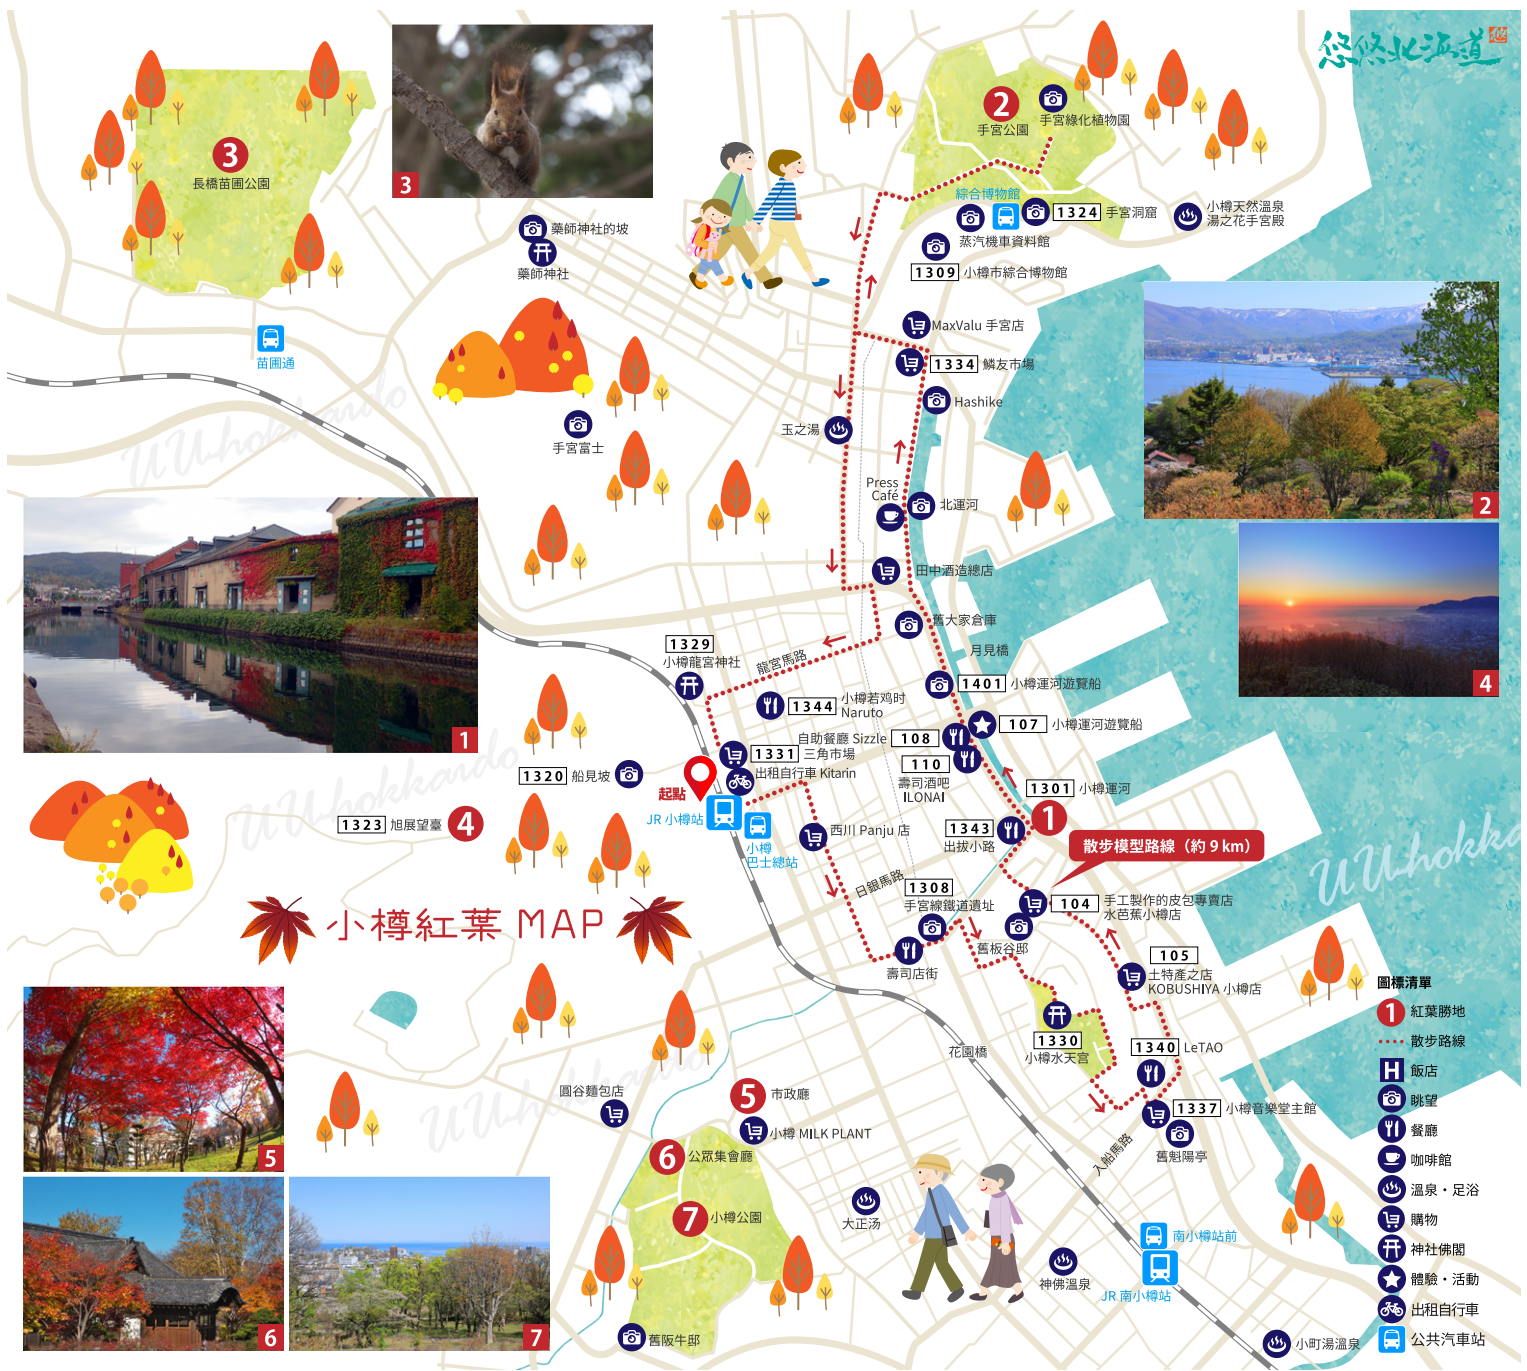 悠悠北海道
3
長橋苗圃公園
3
2
手宮公園
手宮綠化植物園
綜合博物館
1324 手宮洞窟
蒸汽機車資料館
1309 小樽市綜合博物館
小樽天然溫泉
湯之花手宮殿
藥師神社的坡
藥師神社
苗圃通
MaxValu 手宮店
1334 鱗友市場
Hashike
玉之湯
手宮富士
Press
Café
北運河
田中酒造總店
舊大家倉庫
月見橋
2
4
1
1329
小樽龍宮神社
龍宮馬路
1401 小樽運河遊覽船
1344 小樽若鸡时
Naruto
107 小樽運河遊覽船
自助餐廳 Sizzle 108
110
壽司酒吧
ILONAI
1331 三角市場
出租自行車 Kitarin
1320 船見坡
起點
JR 小樽站
小樽
巴士總站
1301 小樽運河
1
1323 旭展望臺 4
西川 Panju 店
1343
出拔小路
散步模型路線（約 9 km）
日銀馬路
1308
手宮線鐵道遺址
104 手工製作的皮包專賣店
水芭蕉小樽店
舊板谷邸
壽司店街
小樽紅葉 MAP
105
土特產之店
KOBUSHIYA 小樽店
1330
小樽水天宮
花園橋
1340 LeTAO
1337 小樽音樂堂主館
舊魁陽亭
入船馬路
圓谷麵包店
5 市政廳
小樽 MILK PLANT
6 公眾集會廳
7 小樽公園
大正汤
神佛溫泉
南小樽站前
JR 南小樽站
小町湯溫泉
舊阪牛邸
5
6
7
圖標清單
1 紅葉勝地
散步路線
H 飯店
眺望
餐廳
咖啡館
溫泉・足浴
購物
神社佛閣
體驗・活動
出租自行車
公共汽車站
UUhokkaido
UUhokkaido
UUhokkaido
UUhokka